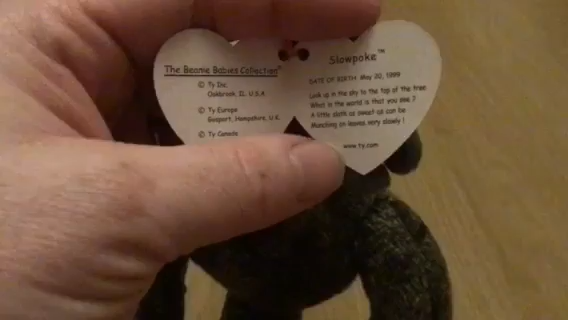 The Beanie Babies Collection™
© Ty Inc.
Oakbrook, IL. U.S.A.
© Ty Europe
Gosport, Hampshire, U.K.
© Ty Canada
Slowpoke™
DATE OF BIRTH May 20, 1999
Look up in the sky to the top of the tree
What in the world is that you see ?
A little sloth as sweet as can be
Munching on leaves very slowly !
www.ty.com